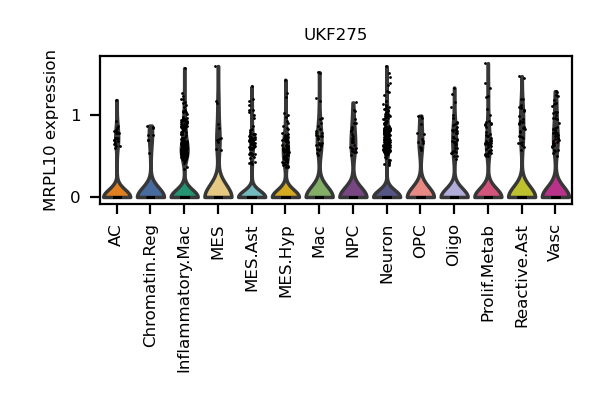 UKF275
MRPL10 expression
1
0
AC
Chromatin.Reg
Inflammatory.Mac
MES
MES.Ast
MES.Hyp
Mac
NPC
Neuron
OPC
Oligo
Prolif.Metab
Reactive.Ast
Vasc